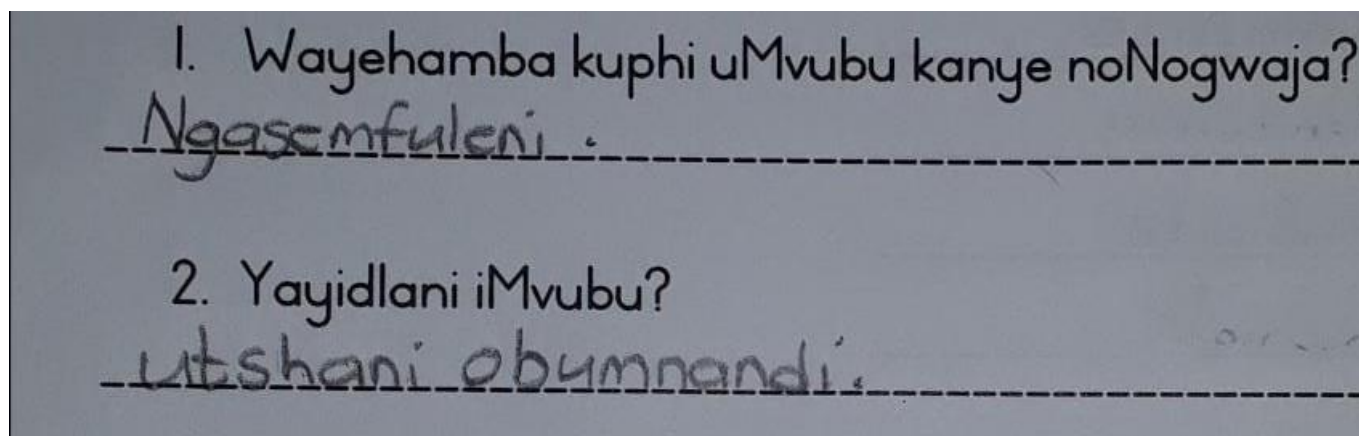 1. Wayehamba kuphi uMvubu kanye noNogwaja?
Ngasemfuleni.
2. Yayidlani iMvubu?
utshani obumnandi.